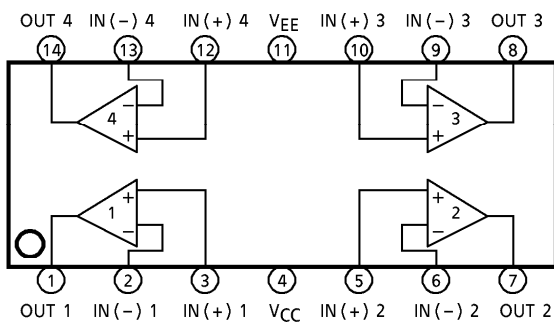 OUT 4 IN(−) 4 IN(+) 4 VEE IN(+) 3 IN(−) 3 OUT 3
14 13 12 11 10 9 8
− −
4 3
+ +
+ +
1 2
− −
1 2 3 4 5 6 7
OUT 1 IN(−) 1 IN(+) 1 VCC IN(+) 2 IN(−) 2 OUT 2